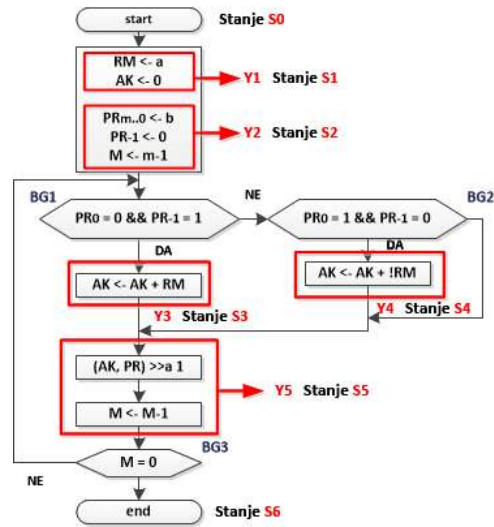 start
Stanje S0
RM <- a
AK <- 0
Y1 Stanje S1
PRm..0 <- b
PR-1 <- 0
M <- m-1
Y2 Stanje S2
BG1
NE
BG2
PR0 = 0 && PR-1 = 1
PR0 = 1 && PR-1 = 0
DA
DA
AK <- AK + RM
AK <- AK + !RM
Y3 Stanje S3
Y4 Stanje S4
(AK, PR) >>a 1
M <- M-1
Y5 Stanje S5
BG3
M = 0
NE
end
Stanje S6